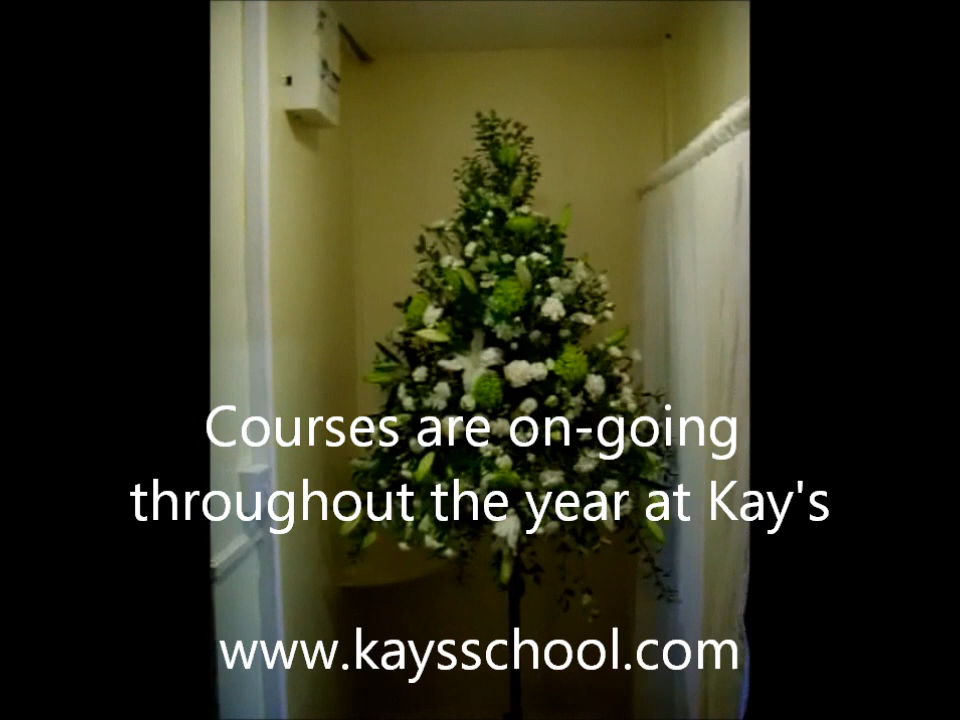 Courses are on-going
throughout the year at Kay's
www.kaysschool.com